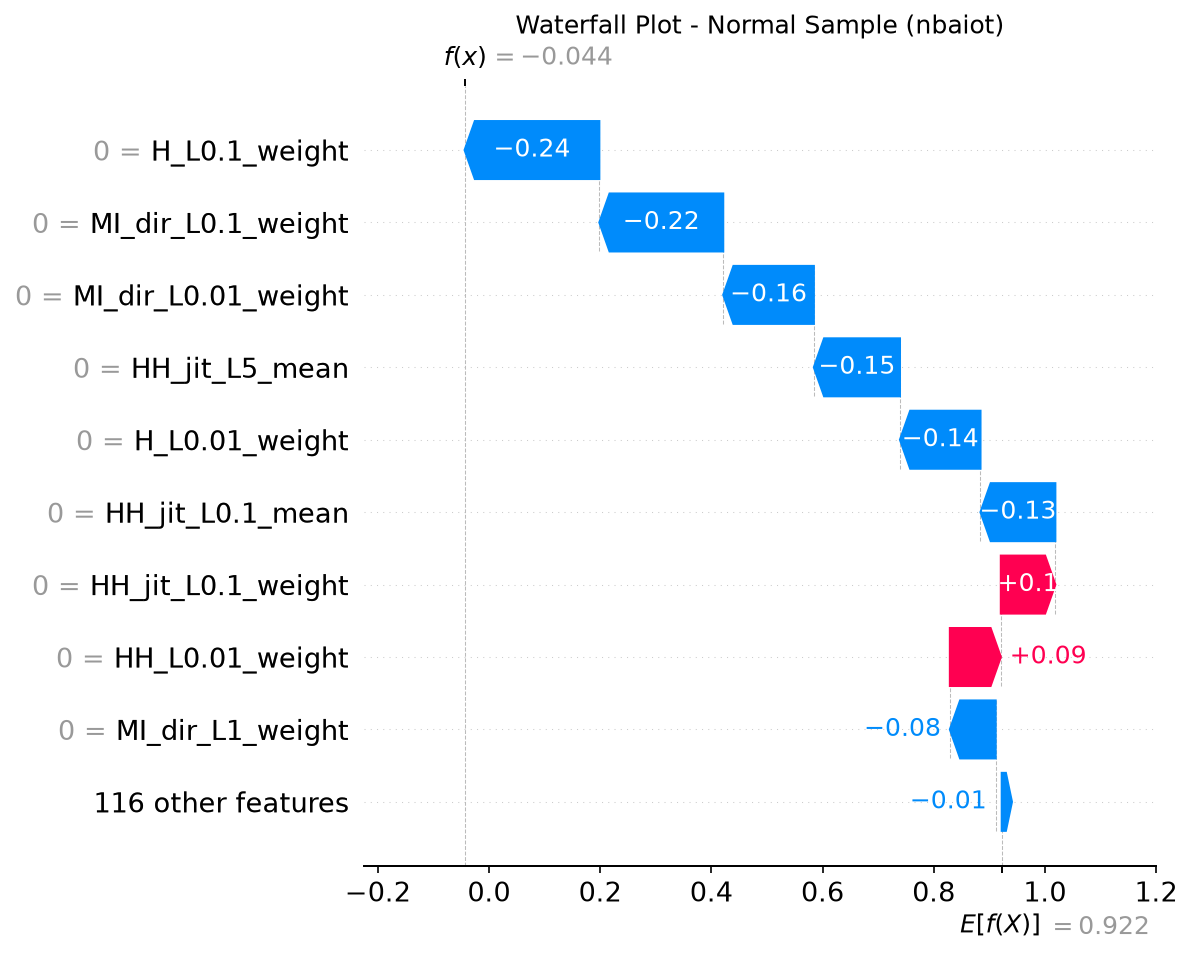 Waterfall Plot - Normal Sample (nbaiot)
f(x) = −0.044
0 = H_L0.1_weight −0.24
0 = MI_dir_L0.1_weight −0.22
0 = MI_dir_L0.01_weight −0.16
0 = HH_jit_L5_mean −0.15
0 = H_L0.01_weight −0.14
0 = HH_jit_L0.1_mean −0.13
0 = HH_jit_L0.1_weight +0.1
0 = HH_L0.01_weight +0.09
0 = MI_dir_L1_weight −0.08
116 other features −0.01
−0.2 0.0 0.2 0.4 0.6 0.8 1.0 1.2
E[f(X)] = 0.922